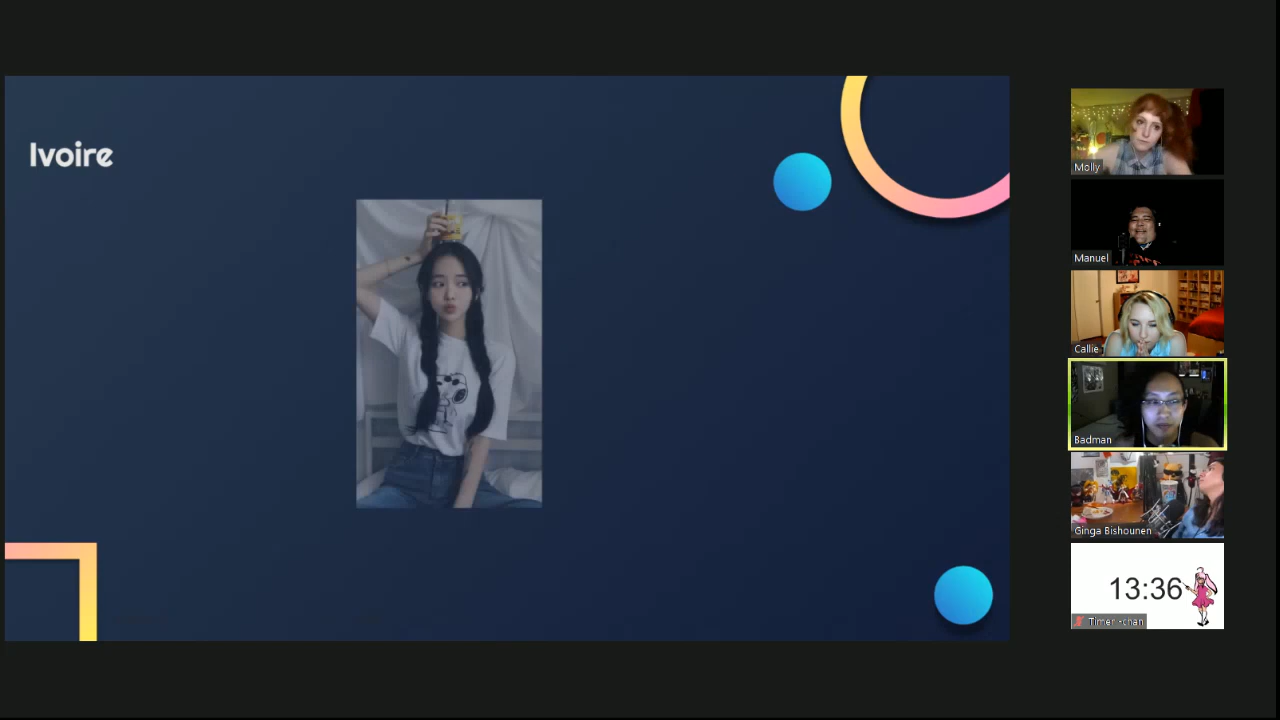 Ivoire
Molly
Manuel
Callie
Badman
Ginga Bishounen
13:36
Timer -chan